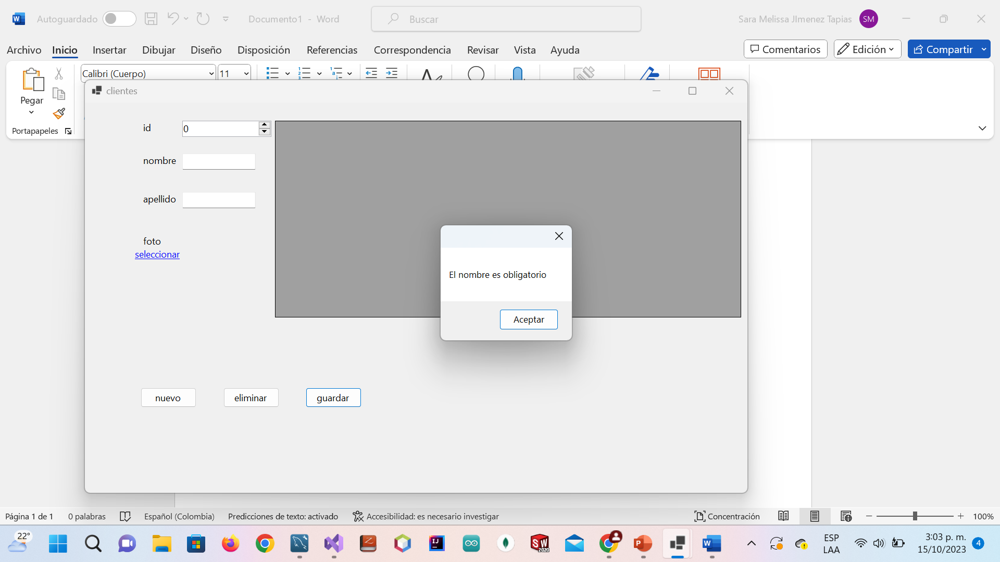 Autoguardado
Documento1 - Word
Buscar
Sara Melissa JImenez Tapias
SM
Archivo Inicio Insertar Dibujar Diseño Disposición Referencias Correspondencia Revisar Vista Ayuda
Comentarios
Edición
Compartir
Pegar
Portapapeles
Calibri (Cuerpo)
11
clientes
id
0
nombre
apellido
foto
seleccionar
El nombre es obligatorio
Aceptar
nuevo
eliminar
guardar
Página 1 de 1
0 palabras
Español (Colombia)
Predicciones de texto: activado
Accesibilidad: es necesario investigar
Concentración
100%
22°
SW
2020
ESP
LAA
3:03 p. m.
15/10/2023
4